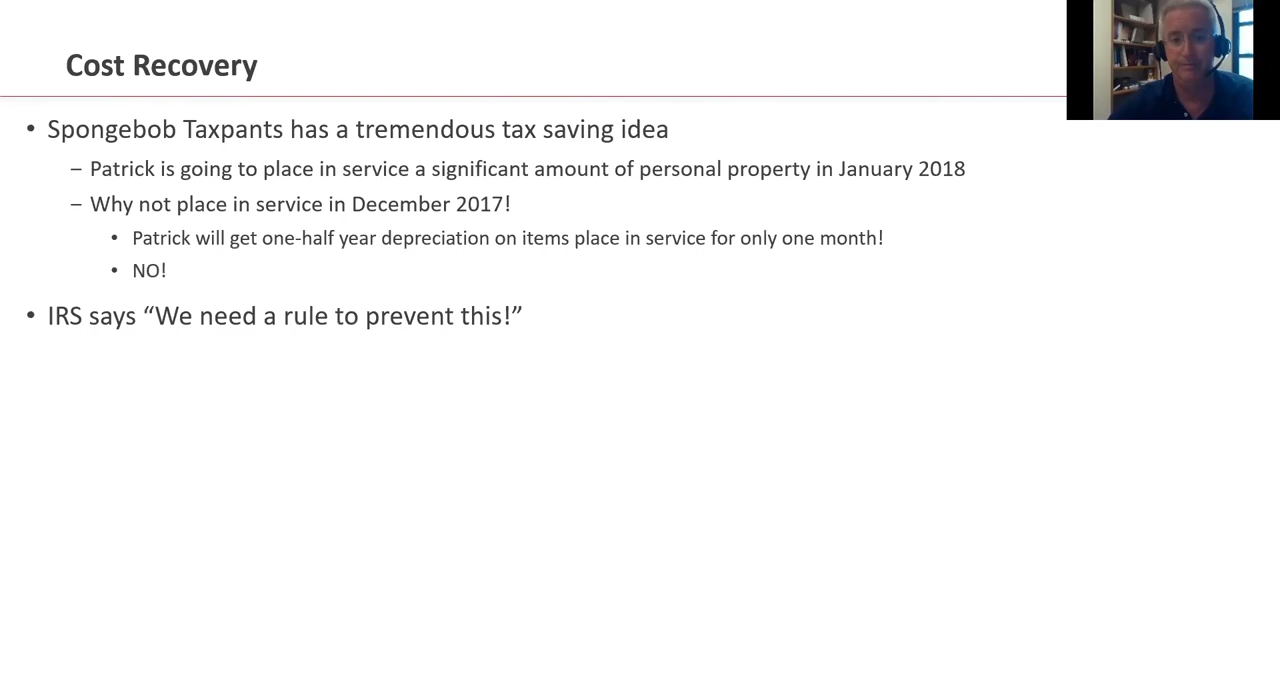 Cost Recovery
• Spongebob Taxpants has a tremendous tax saving idea
– Patrick is going to place in service a significant amount of personal property in January 2018
– Why not place in service in December 2017!
• Patrick will get one-half year depreciation on items place in service for only one month!
• NO!
• IRS says “We need a rule to prevent this!”